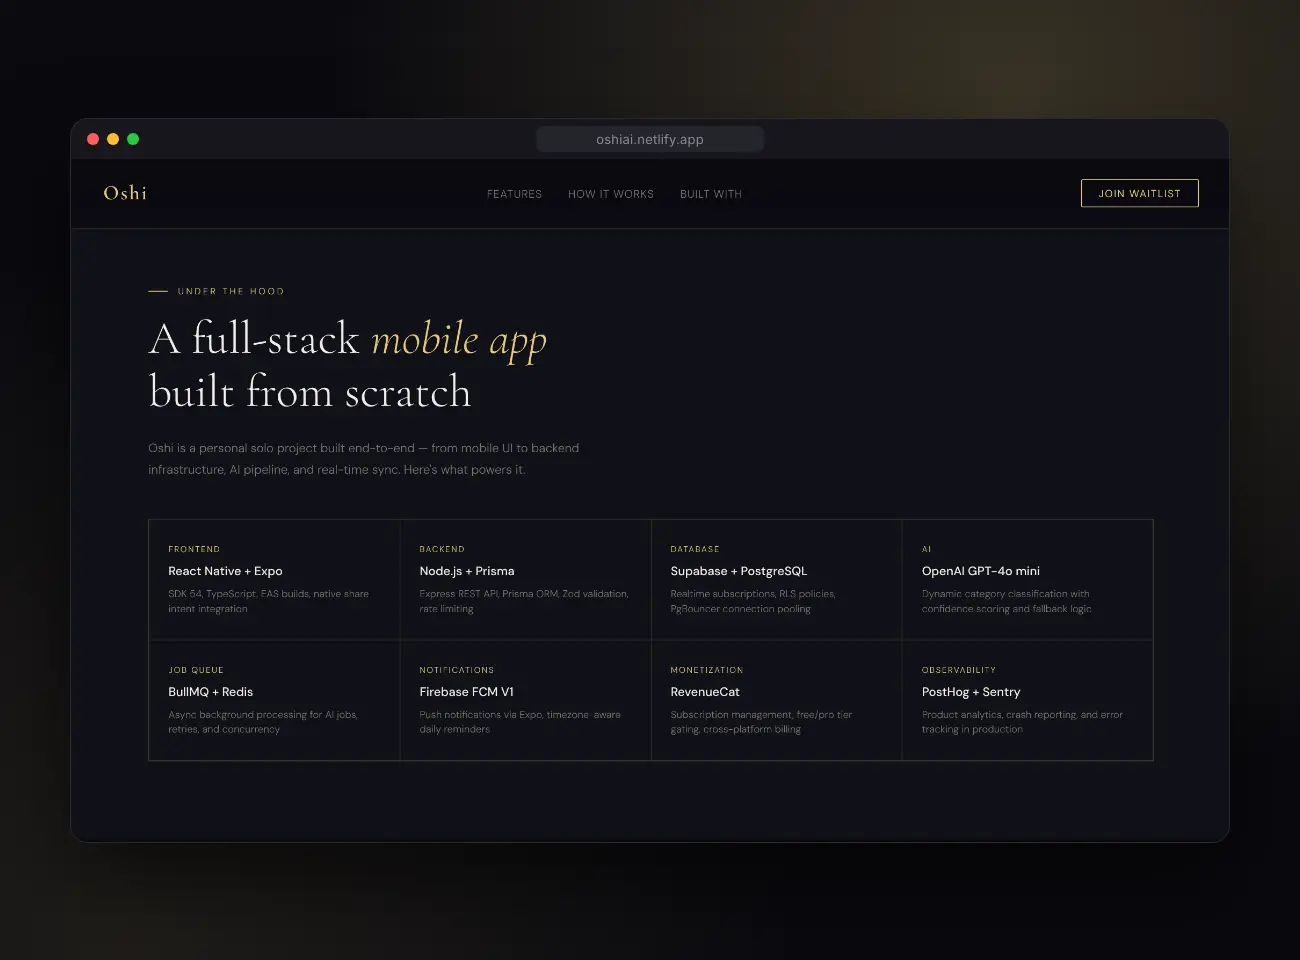 oshiai.netlify.app
Oshi
FEATURES
HOW IT WORKS
BUILT WITH
JOIN WAITLIST
UNDER THE HOOD
A full-stack mobile app
built from scratch
Oshi is a personal solo project built end-to-end — from mobile UI to backend
infrastructure, AI pipeline, and real-time sync. Here's what powers it.
FRONTEND
React Native + Expo
SDK 54, TypeScript, EAS builds, native share
intent integration
BACKEND
Node.js + Prisma
Express REST API, Prisma ORM, Zod validation,
rate limiting
DATABASE
Supabase + PostgreSQL
Realtime subscriptions, RLS policies,
PgBouncer connection pooling
AI
OpenAI GPT-4o mini
Dynamic category classification with
confidence scoring and fallback logic
JOB QUEUE
BullMQ + Redis
Async background processing for AI jobs,
retries, and concurrency
NOTIFICATIONS
Firebase FCM V1
Push notifications via Expo, timezone-aware
daily reminders
MONETIZATION
RevenueCat
Subscription management, free/pro tier
gating, cross-platform billing
OBSERVABILITY
PostHog + Sentry
Product analytics, crash reporting, and error
tracking in production